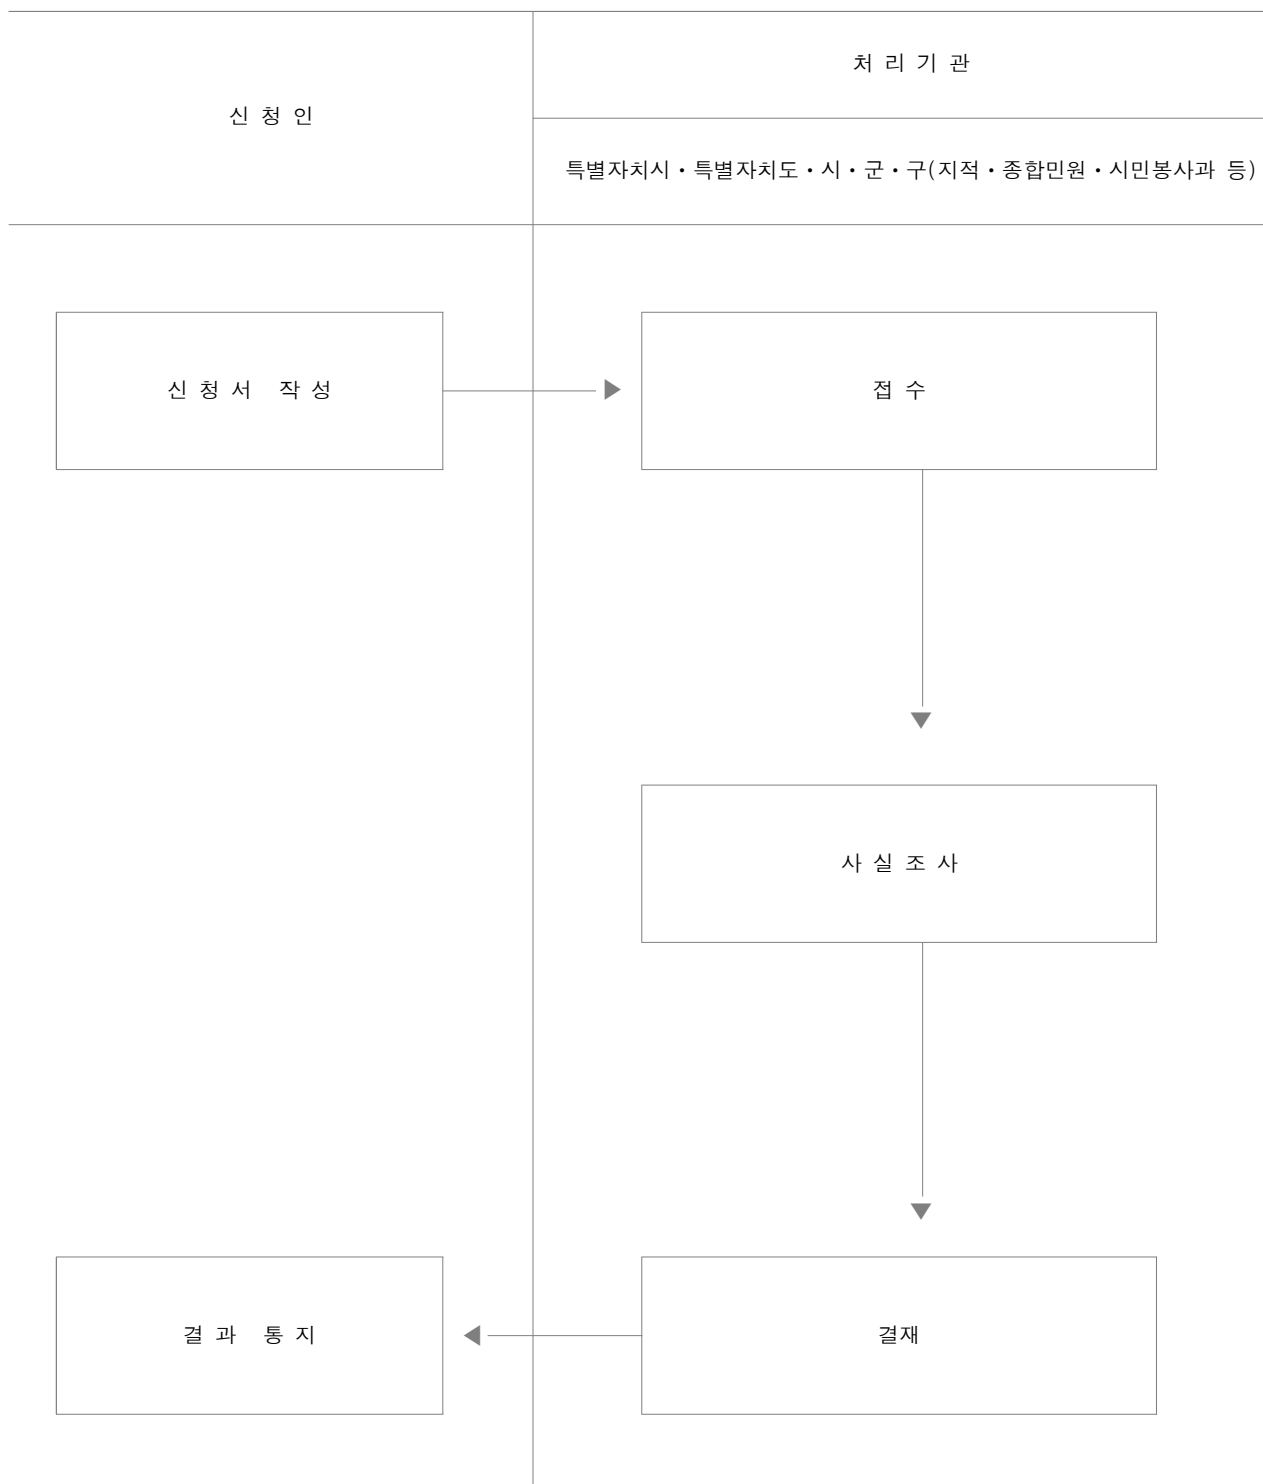 신 청 인
처 리 기 관
특별자치시・특별자치도・시・군・구(지적・종합민원・시민봉사과 등)
신 청 서 작 성
접 수
사 실 조 사
결 과 통 지
결재